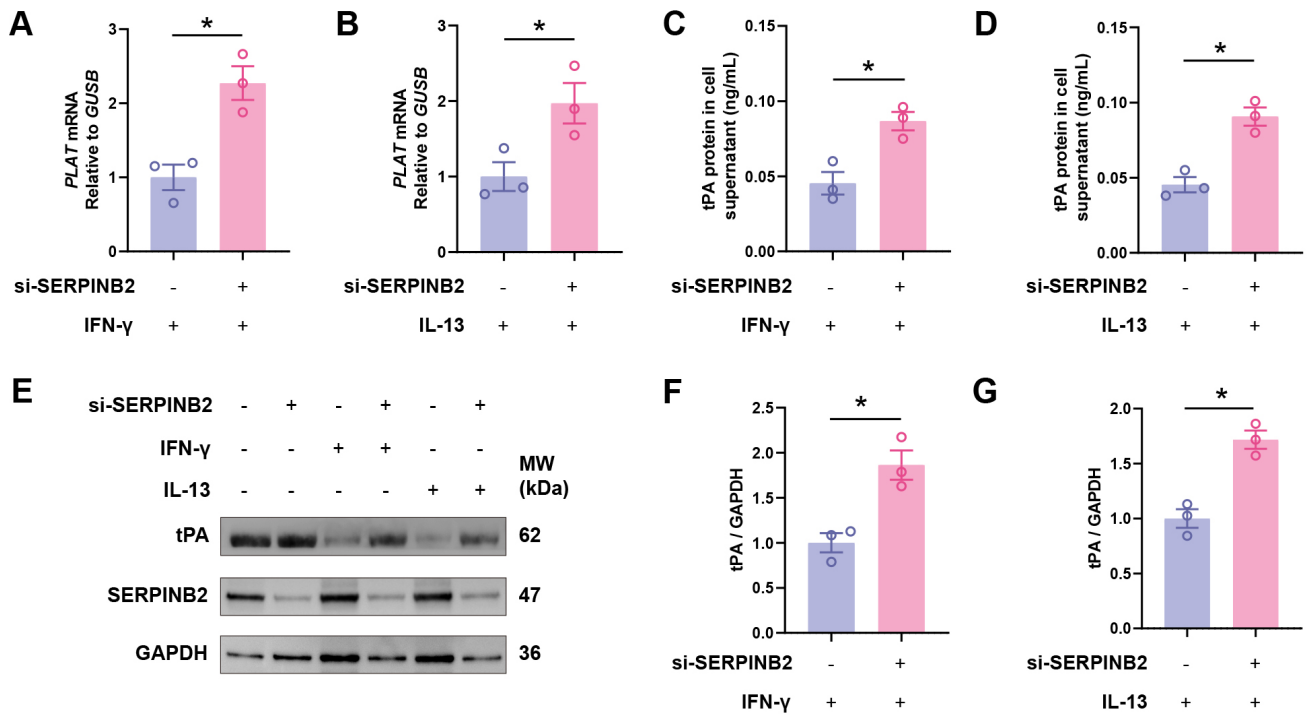 A
PLAT mRNA
Relative to GUSB
3
2
1
0
*
si-SERPINB2 - +
IFN-γ + +
B
PLAT mRNA
Relative to GUSB
3
2
1
0
*
si-SERPINB2 - +
IL-13 + +
C
tPA protein in cell
supernatant (ng/mL)
0.15
0.10
0.05
0.00
*
si-SERPINB2 - +
IFN-γ + +
D
tPA protein in cell
supernatant (ng/mL)
0.15
0.10
0.05
0.00
*
si-SERPINB2 - +
IL-13 + +
E
si-SERPINB2 - + - + - +
IFN-γ - - + + - -
IL-13 - - - - + +
MW
(kDa)
tPA 62
SERPINB2 47
GAPDH 36
F
tPA / GAPDH
2.5
2.0
1.5
1.0
0.5
0.0
*
si-SERPINB2 - +
IFN-γ + +
G
tPA / GAPDH
2.0
1.5
1.0
0.5
0.0
*
si-SERPINB2 - +
IL-13 + +